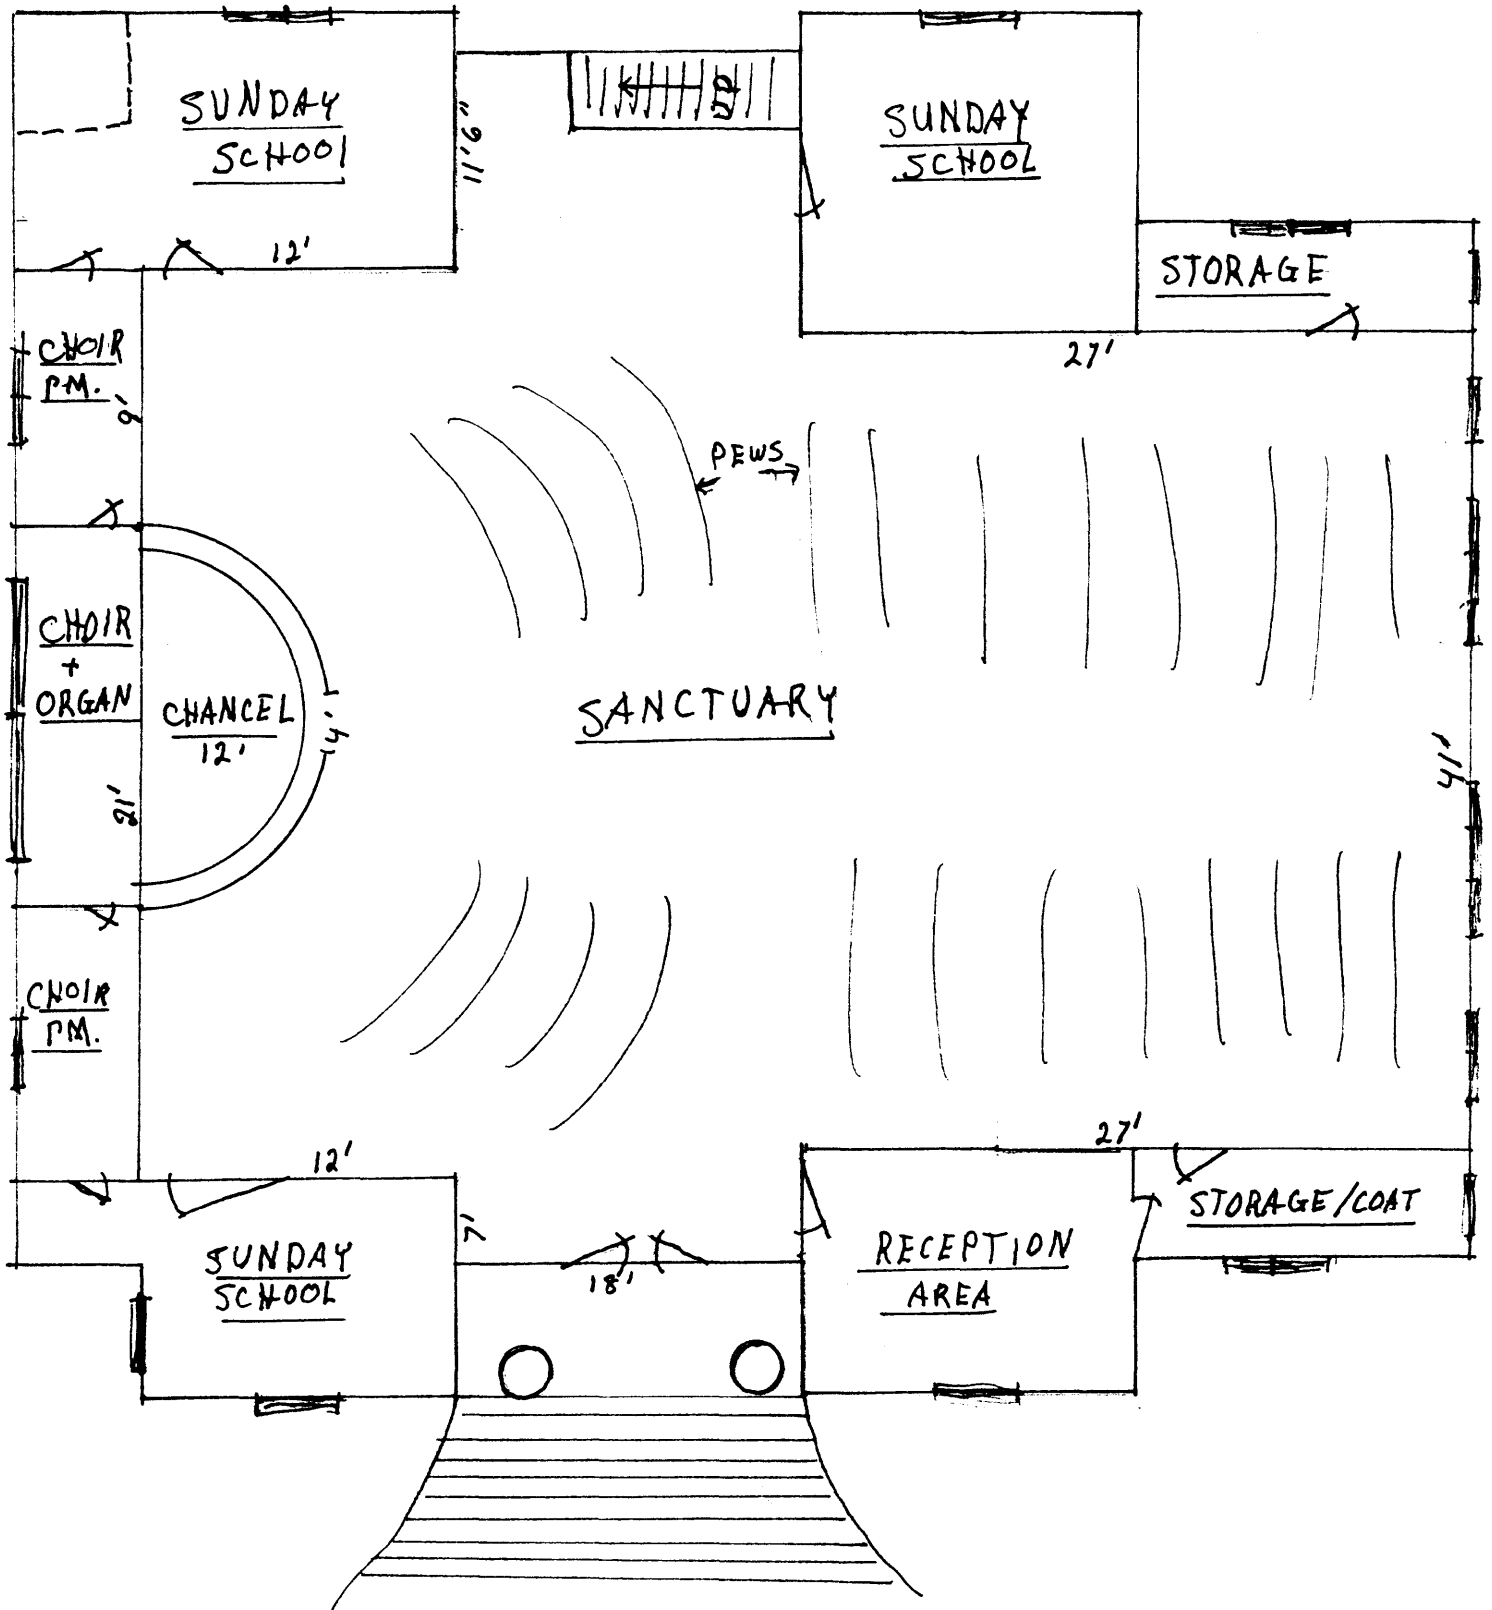 SUNDAY
SCHOOL
11'6"
12'
DN
SUNDAY
SCHOOL
STORAGE
27'
CHOIR
RM.
9'
PEWS
CHOIR
+
ORGAN
21'
CHANCEL
12'
14'
SANCTUARY
41'
CHOIR
RM.
12'
7'
SUNDAY
SCHOOL
18'
27'
RECEPTION
AREA
STORAGE/COAT